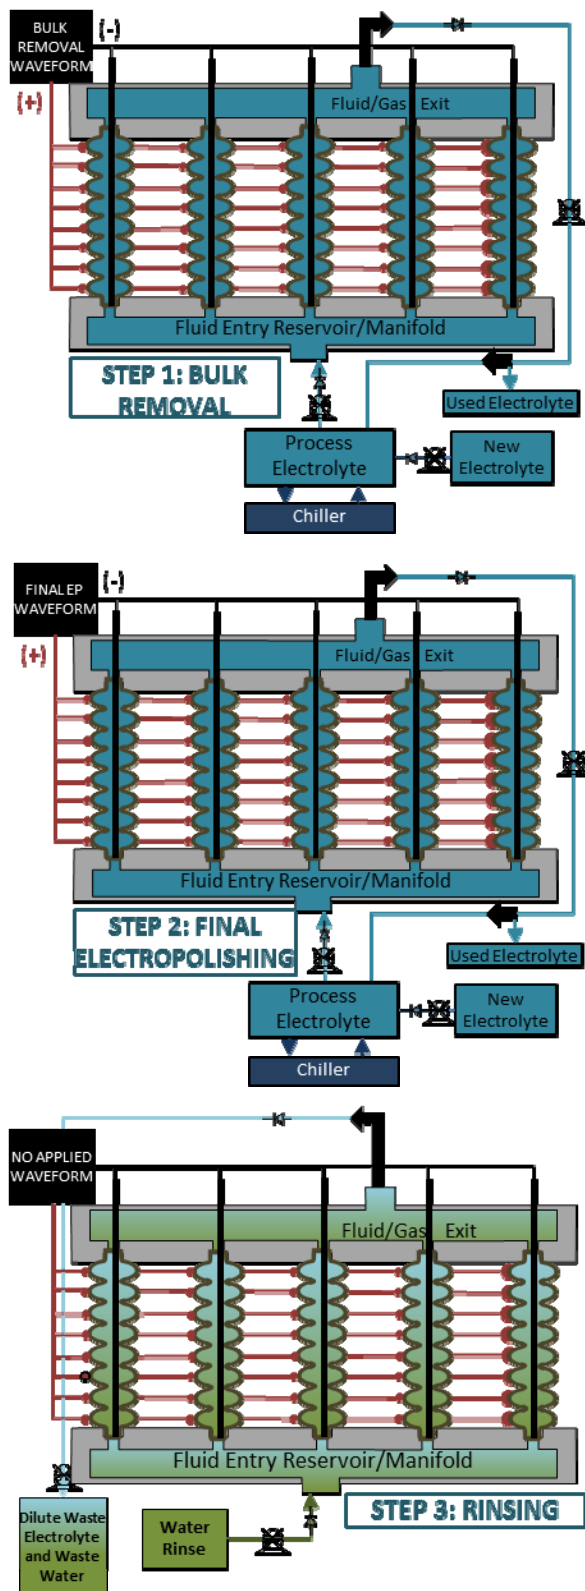 BULK
REMOVAL
WAVEFORM
(-)
(+)
Fluid/Gas Exit
Fluid Entry Reservoir/Manifold
STEP 1: BULK
REMOVAL
Used Electrolyte
Process
Electrolyte
New
Electrolyte
Chiller
FINAL EP
WAVEFORM
(-)
(+)
Fluid/Gas Exit
Fluid Entry Reservoir/Manifold
STEP 2: FINAL
ELECTROPOLISHING
Used Electrolyte
Process
Electrolyte
New
Electrolyte
Chiller
NO APPLIED
WAVEFORM
Fluid/Gas Exit
Fluid Entry Reservoir/Manifold
STEP 3: RINSING
Dilute Waste
Electrolyte
and Waste
Water
Water
Rinse